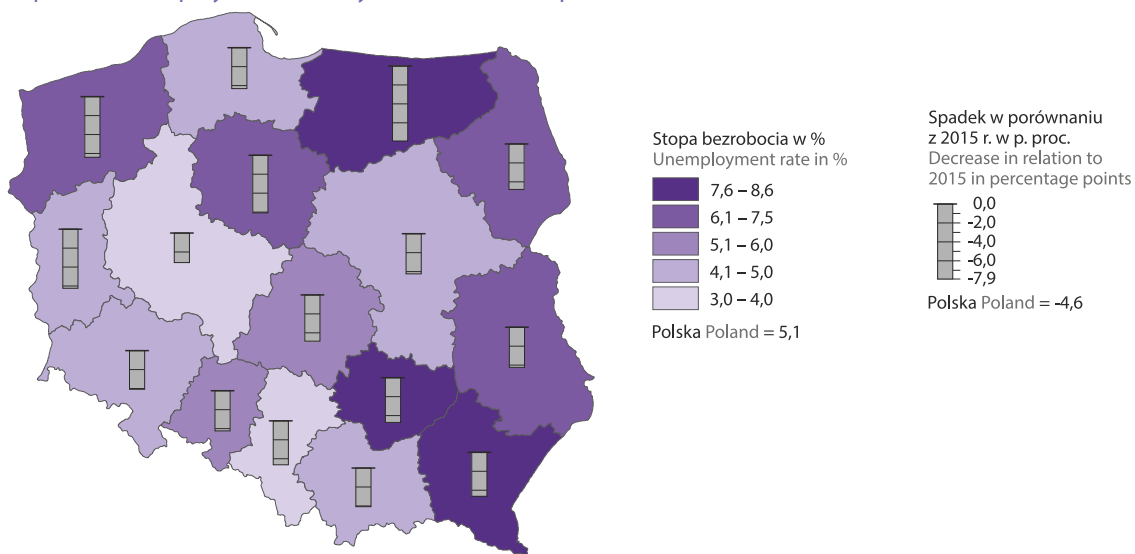 Stopa bezrobocia w %
Unemployment rate in %
7,6 – 8,6
6,1 – 7,5
5,1 – 6,0
4,1 – 5,0
3,0 – 4,0
Polska Poland = 5,1
Spadek w porównaniu
z 2015 r. w p. proc.
Decrease in relation to
2015 in percentage points
0,0
-2,0
-4,0
-6,0
-7,9
Polska Poland = -4,6